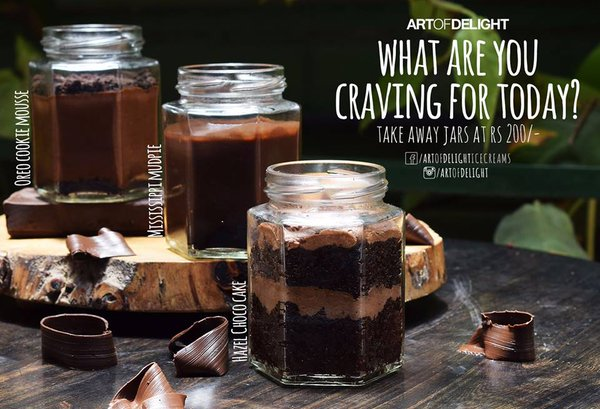 ARTOFDELIGHT
WHAT ARE YOU
CRAVING FOR TODAY?
TAKE AWAY JARS AT RS 200/-
/ARTOFDELIGHTICECREAMS
/ARTOFDELIGHT
OREO COOKIE MOUSSE
MISSISSIPPI MUDPIE
HAZEL CHOCO CAKE